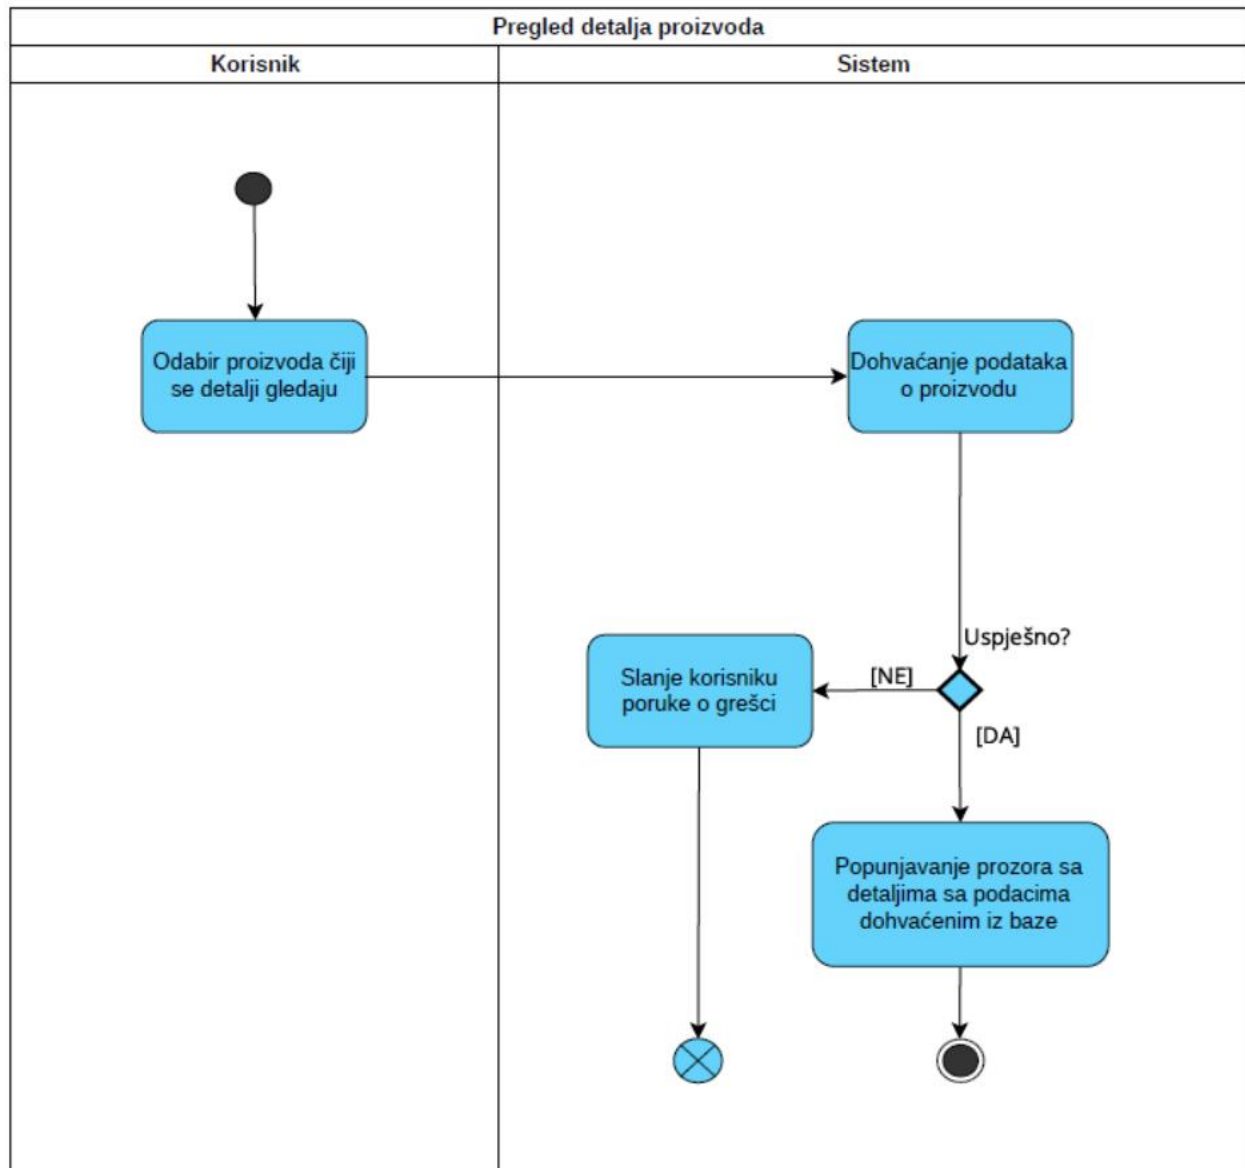 Pregled detalja proizvoda
Korisnik
Sistem
Odabir proizvoda čiji
se detalji gledaju
Dohvaćanje podataka
o proizvodu
Uspješno?
[NE]
Slanje korisniku
poruke o grešci
[DA]
Popunjavanje prozora sa
detaljima sa podacima
dohvaćenim iz baze